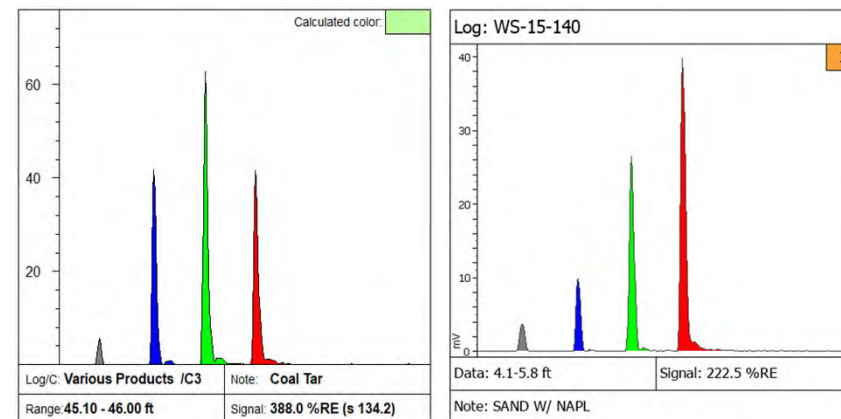 Calculated color:
60
40
20
Log/C: Various Products /C3
Note: Coal Tar
Range:45.10 - 46.00 ft
Signal: 388.0 %RE (s 134.2)
Log: WS-15-140
40
30
20
10
0
mV
Data: 4.1-5.8 ft
Signal: 222.5 %RE
Note: SAND W/ NAPL